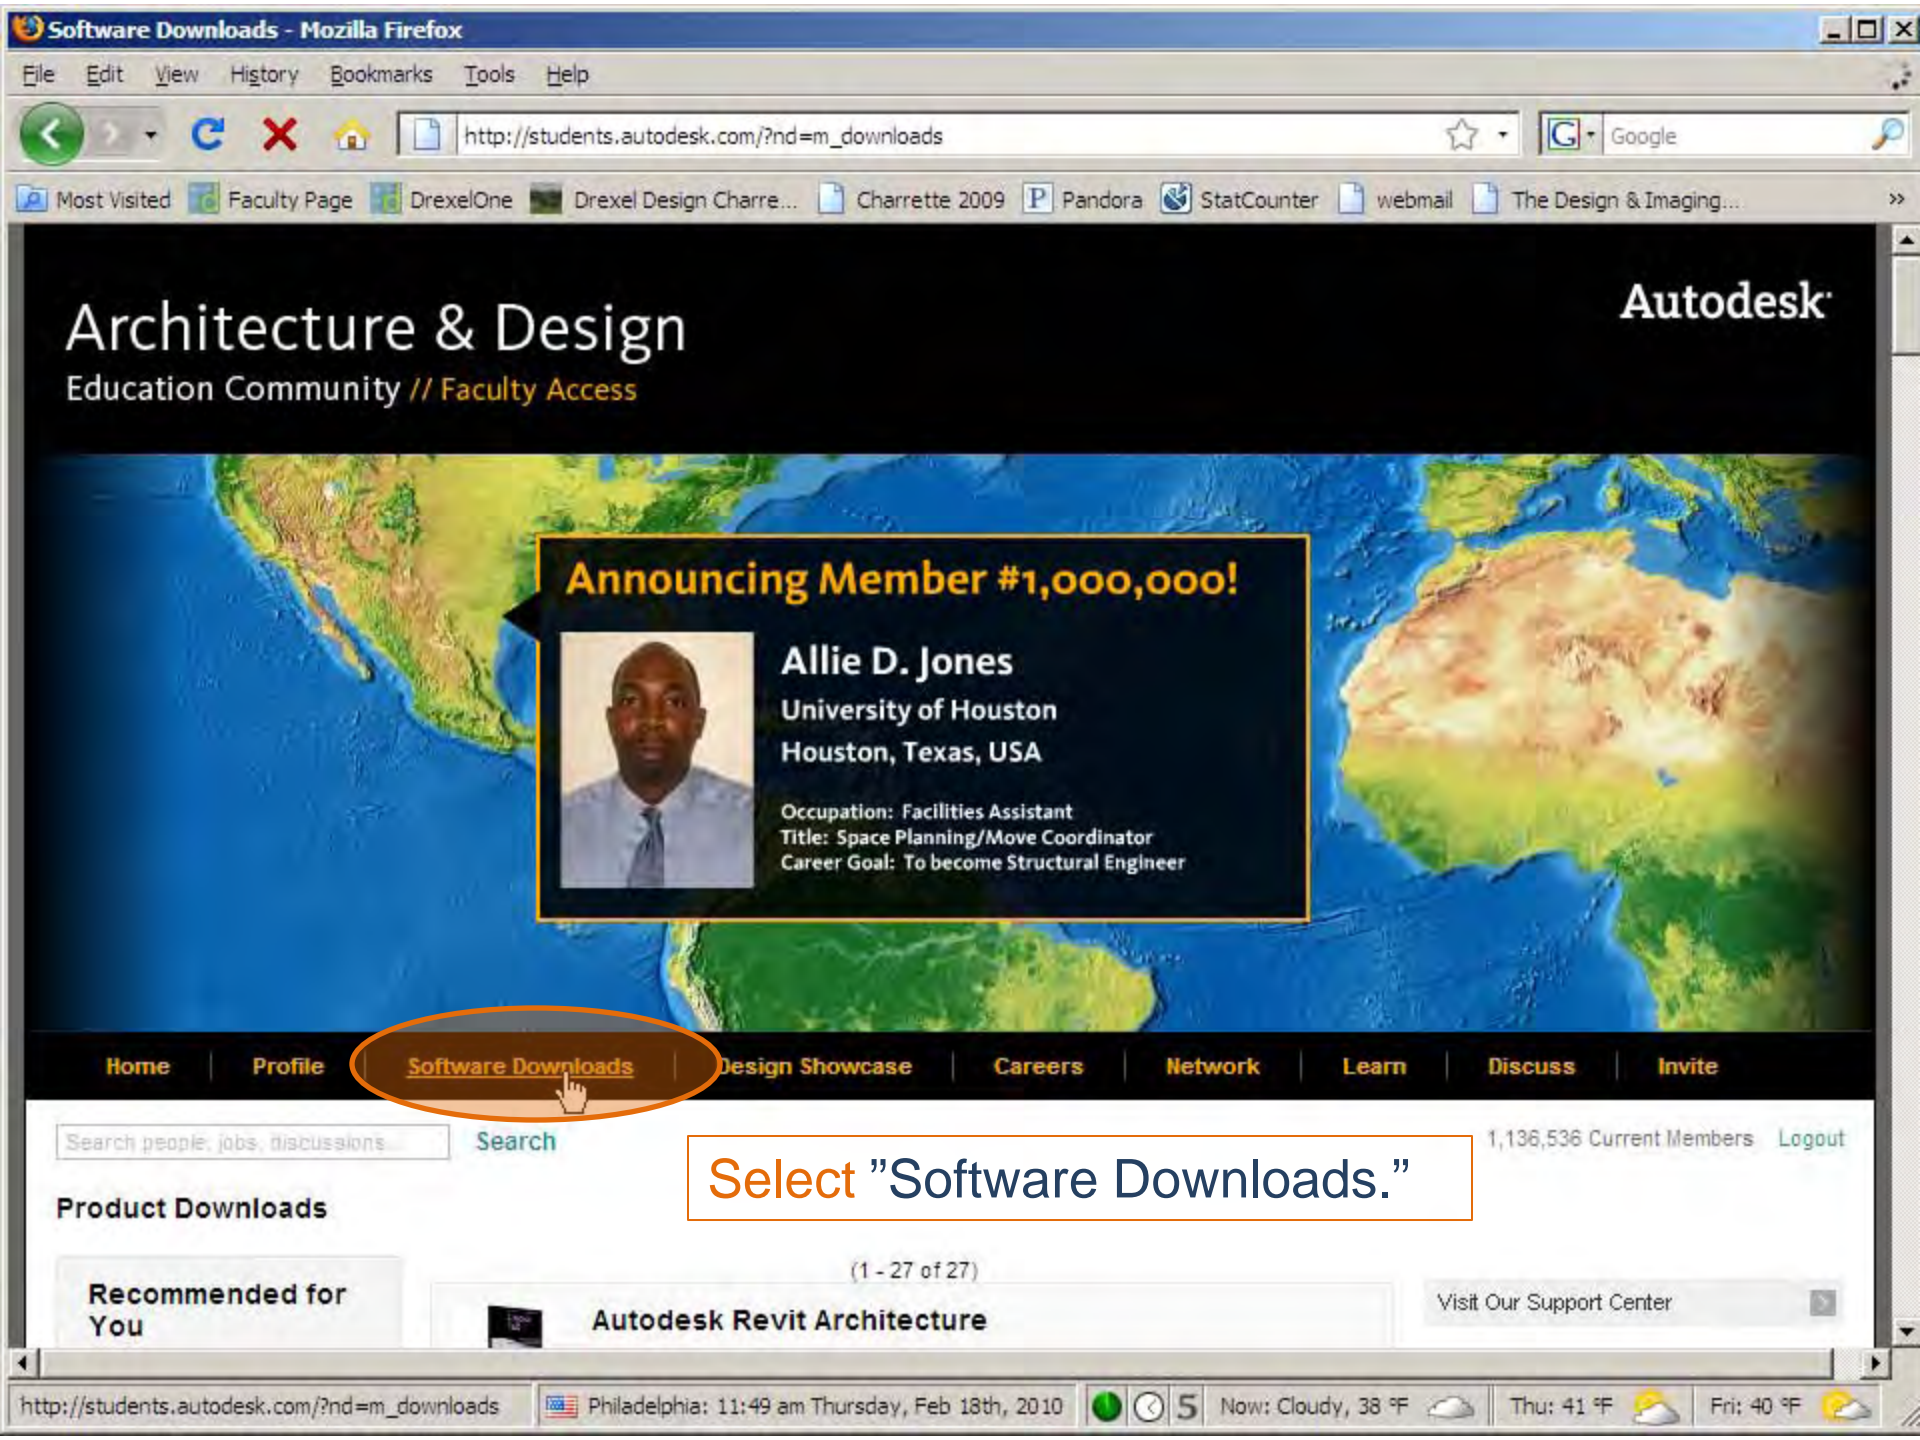 Software Downloads - Mozilla Firefox
File Edit View History Bookmarks Tools Help
http://students.autodesk.com/?nd=m_downloads
G Google
Most Visited Faculty Page DrexelOne Drexel Design Charre... Charrette 2009 P Pandora StatCounter webmail The Design & Imaging... »
Autodesk
Architecture & Design
Education Community // Faculty Access
Announcing Member #1,000,000!
Allie D. Jones
University of Houston
Houston, Texas, USA
Occupation: Facilities Assistant
Title: Space Planning/Move Coordinator
Career Goal: To become Structural Engineer
Home Profile Software Downloads Design Showcase Careers Network Learn Discuss Invite
Search people, jobs, discussions... Search
1,136,536 Current Members Logout
Select ”Software Downloads.”
Product Downloads
(1 - 27 of 27)
Recommended for
You
Autodesk Revit Architecture
Visit Our Support Center
http://students.autodesk.com/?nd=m_downloads Philadelphia: 11:49 am Thursday, Feb 18th, 2010 5 Now: Cloudy, 38 °F Thu: 41 °F Fri: 40 °F